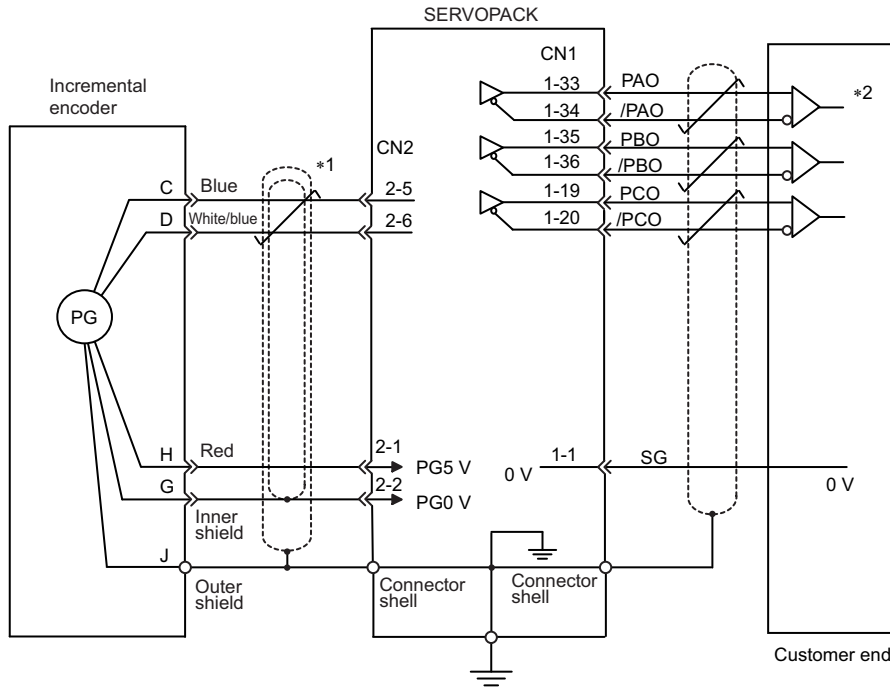 SERVOPACK
CN1
Incremental
encoder
1-33
PAO
*2
1-34
/PAO
1-35
PBO
CN2
*1
1-36
/PBO
C
Blue
2-5
1-19
PCO
D
White/blue
2-6
1-20
/PCO
PG
H
Red
2-1
PG5 V
0 V
1-1
SG
0 V
G
2-2
PG0 V
Inner
shield
J
Outer
shield
Connector
shell
Connector
shell
Customer end